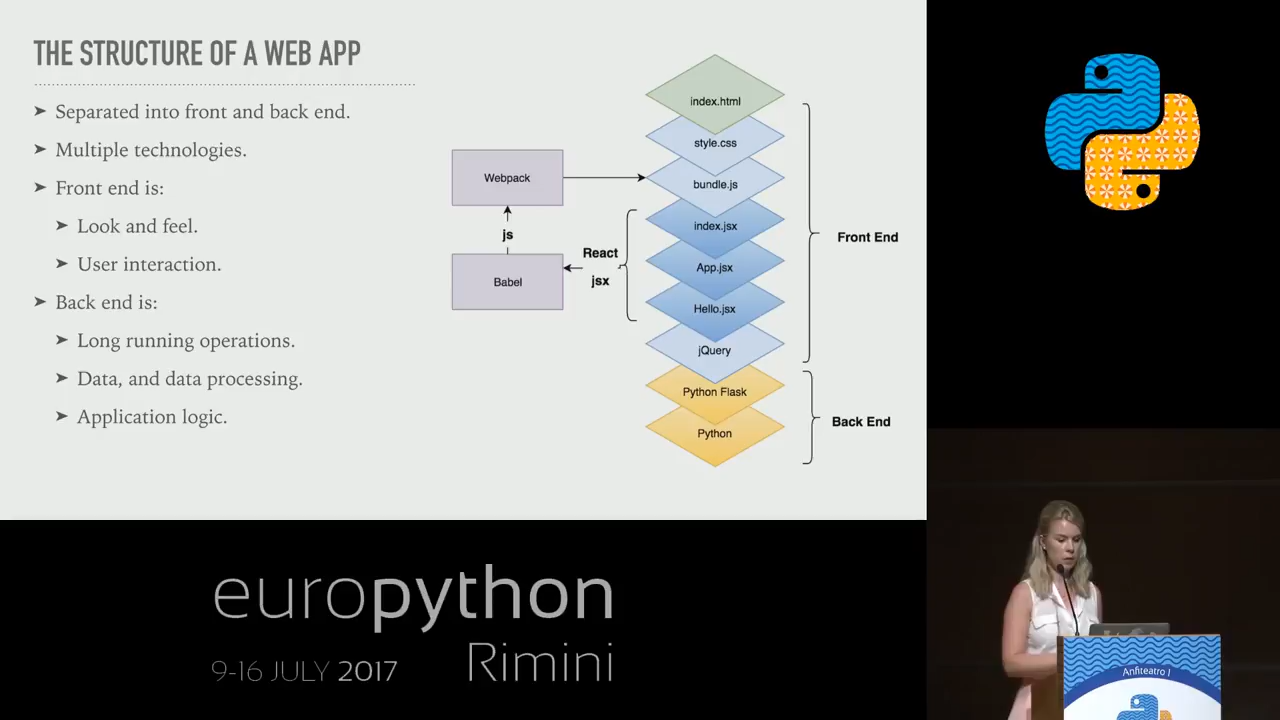 THE STRUCTURE OF A WEB APP
➤ Separated into front and back end.
➤ Multiple technologies.
➤ Front end is:
➤ Look and feel.
➤ User interaction.
➤ Back end is:
➤ Long running operations.
➤ Data, and data processing.
➤ Application logic.
Webpack
js
Babel
React
jsx
index.html
style.css
bundle.js
index.jsx
App.jsx
Hello.jsx
jQuery
Python Flask
Python
Front End
Back End
europython
9-16 JULY 2017
Rimini
Anfiteatro I